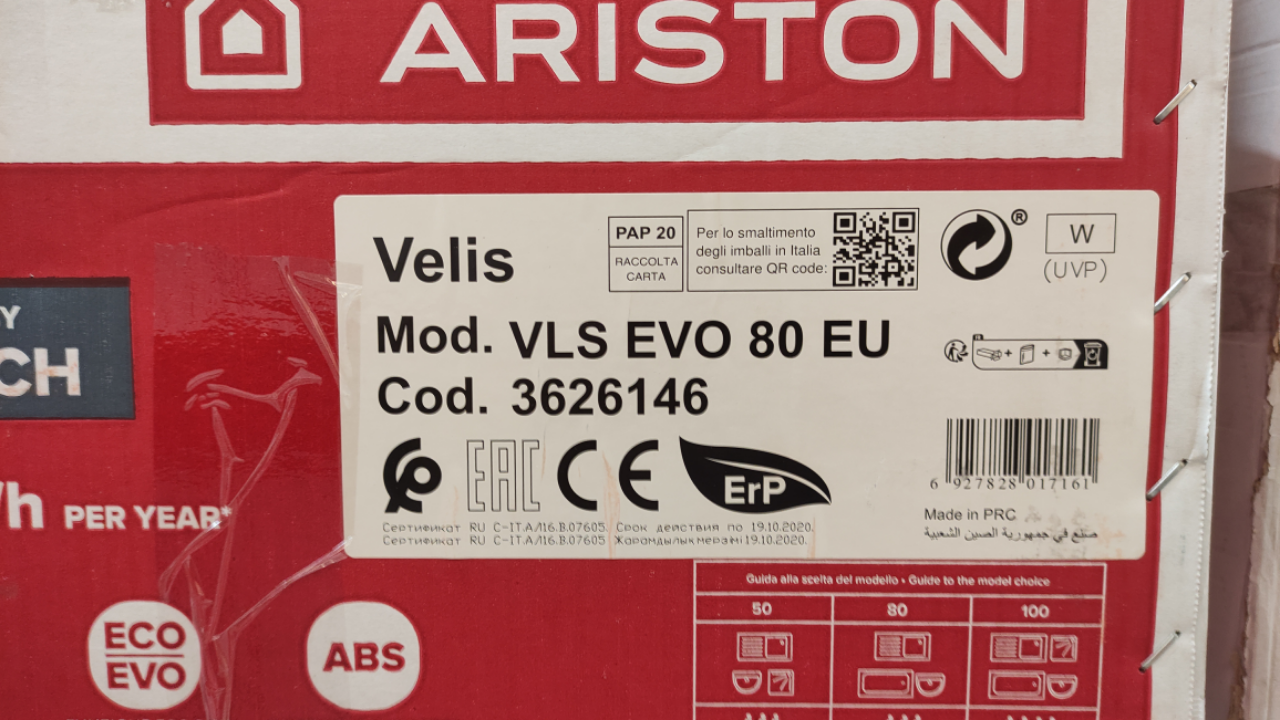 ARISTON
Velis
PAP 20
RACCOLTA
CARTA
Per lo smaltimento
degli imballi in Italia
consultare QR code:
®
W
(UVP)
Mod. VLS EVO 80 EU
Cod. 3626146
EAC
CE
ErP
6 927828 017161
Made in PRC
صنع في جمهورية الصين الشعبية
Сертификат RU C-IT.АЛ16.В.07605. Срок действия по 19.10.2020.
Сертификат RU C-IT.АЛ16.В.07605 Жарамдылық мерзімі 19.10.2020.
Y
CH
/h PER YEAR*
ECO
EVO
ABS
Guida alla scelta del modello • Guide to the model choice
50 80 100